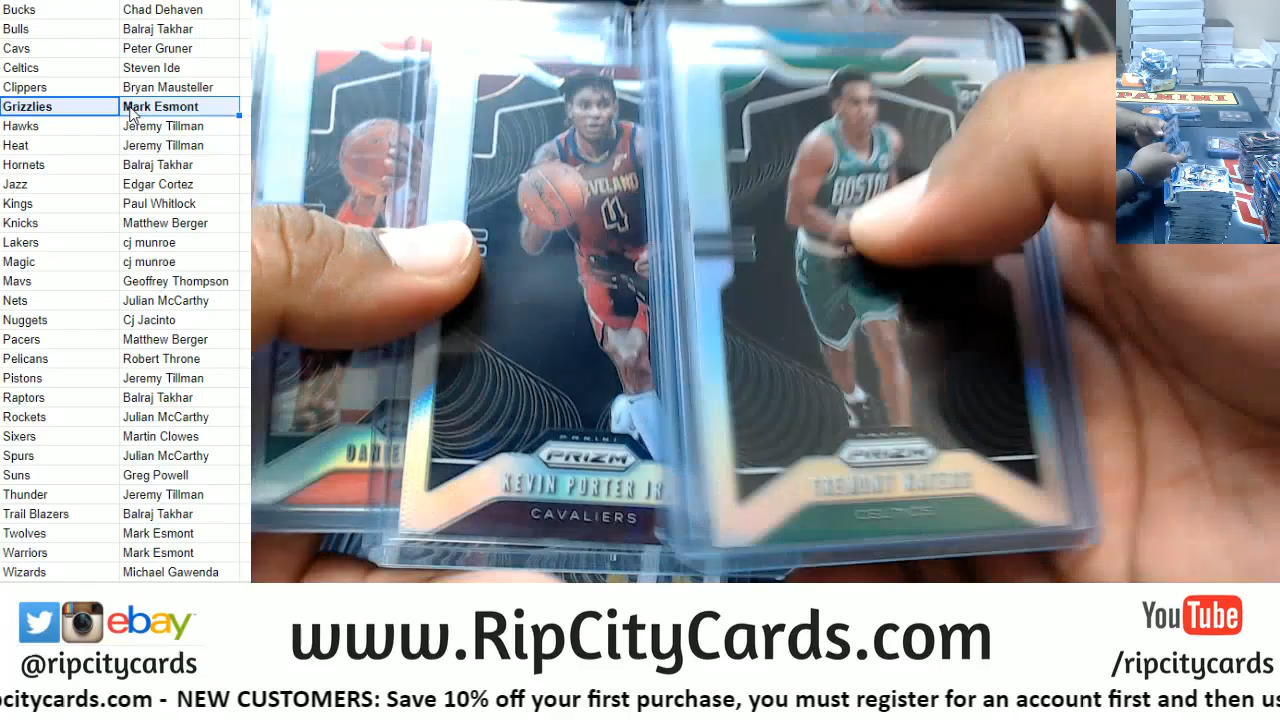 Bucks Chad Dehaven
Bulls Balraj Takhar
Cavs Peter Gruner
Celtics Steven Ide
Clippers Bryan Mausteller
Grizzlies Mark Esmont
Hawks Jeremy Tillman
Heat Jeremy Tillman
Hornets Balraj Takhar
Jazz Edgar Cortez
Kings Paul Whitlock
Knicks Matthew Berger
Lakers cj munroe
Magic cj munroe
Mavs Geoffrey Thompson
Nets Julian McCarthy
Nuggets Cj Jacinto
Pacers Matthew Berger
Pelicans Robert Throne
Pistons Jeremy Tillman
Raptors Balraj Takhar
Rockets Julian McCarthy
Sixers Martin Clowes
Spurs Julian McCarthy
Suns Greg Powell
Thunder Jeremy Tillman
Trail Blazers Balraj Takhar
Twolves Mark Esmont
Warriors Mark Esmont
Wizards Michael Gawenda
PANINI
CLEVELAND
4
PANINI
PRIZM
KEVIN PORTER JR
CAVALIERS
BOSTON
PANINI
PRIZM
TREMONT WATERS
CELTICS
PANINI
ebay
@ripcitycards
www.RipCityCards.com
YouTube
/ripcitycards
citycards.com - NEW CUSTOMERS: Save 10% off your first purchase, you must register for an account first and then